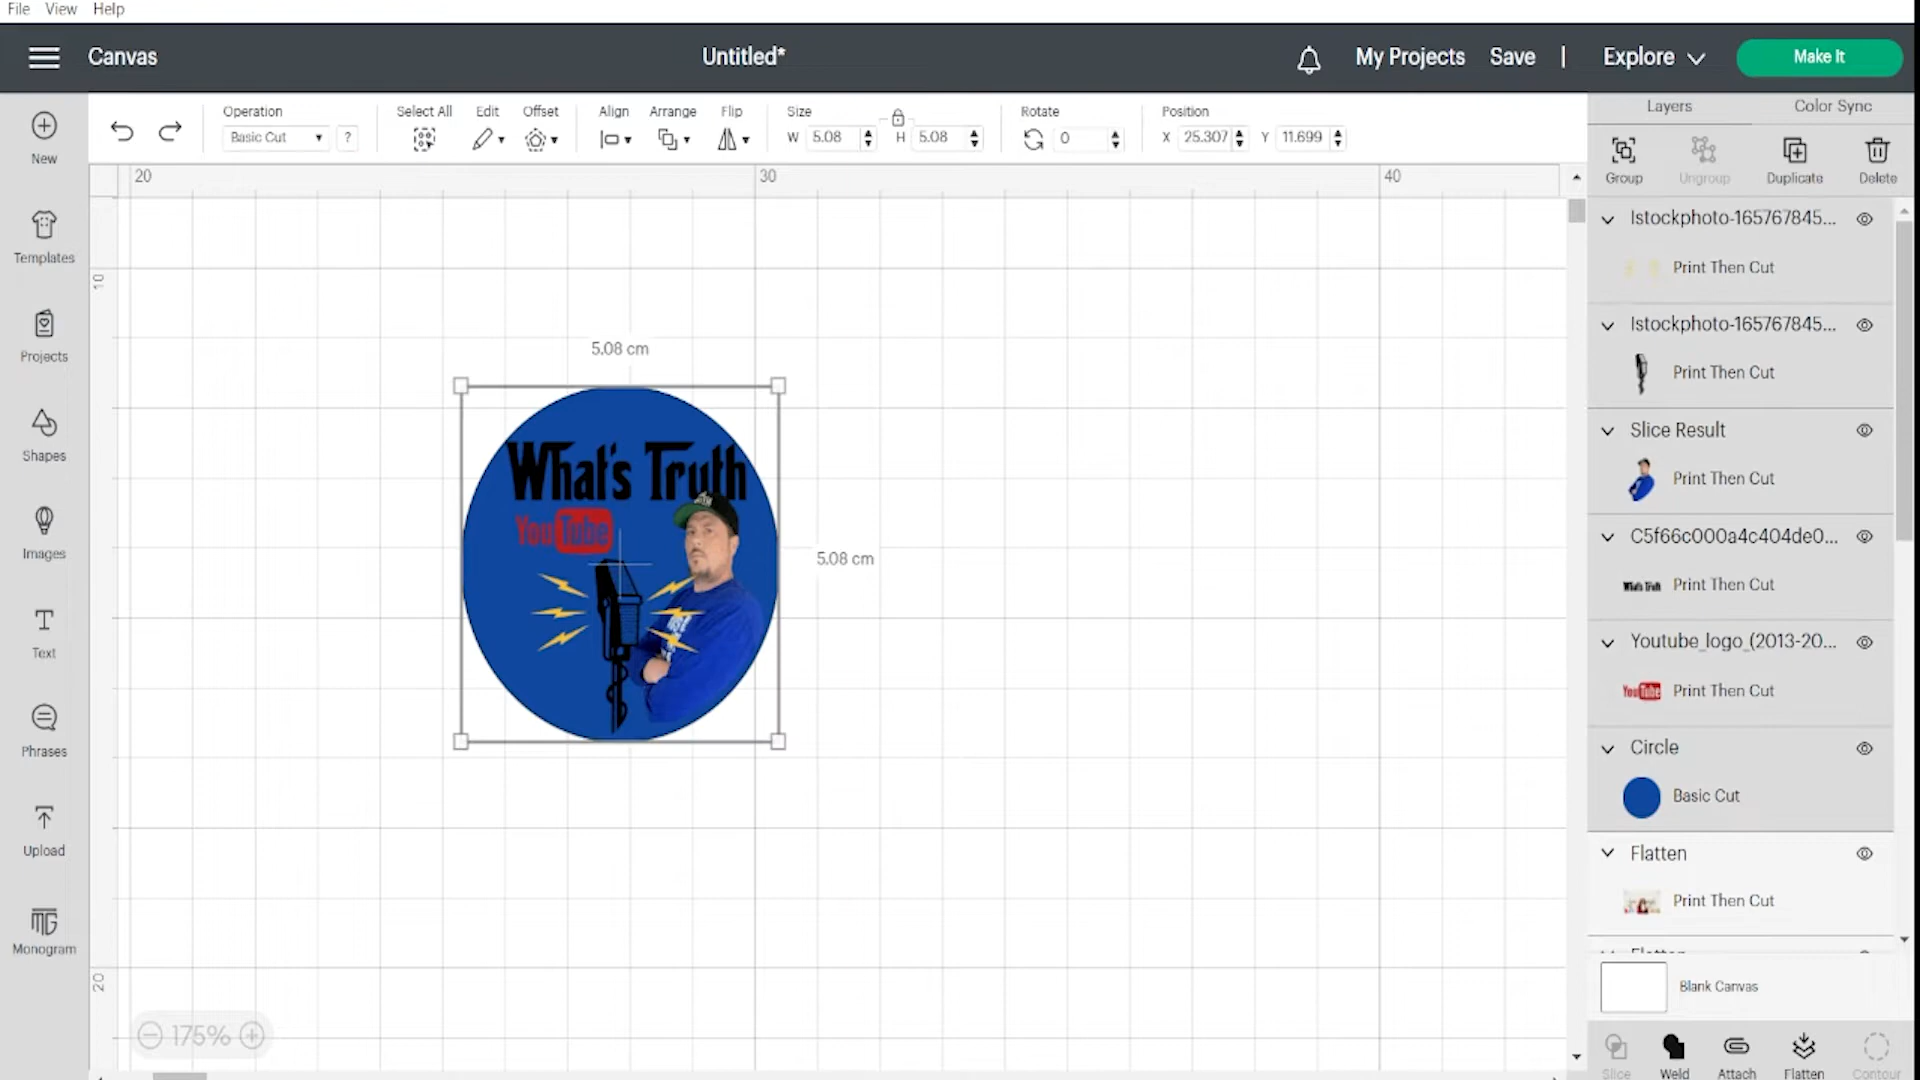 File View Help
Canvas
Untitled*
My Projects Save | Explore
Make It
New
Templates
Projects
Shapes
Images
Text
Phrases
Upload
Monogram
Operation
Basic Cut
?
Select All
Edit
Offset
Align
Arrange
Flip
Size
W 5.08
H 5.08
Rotate
0
Position
X 25.307
Y 11.699
20
30
40
10
20
5.08 cm
5.08 cm
What's Truth
YouTube
175%
Layers
Color Sync
Group
Ungroup
Duplicate
Delete
Istockphoto-165767845...
Print Then Cut
Istockphoto-165767845...
Print Then Cut
Slice Result
Print Then Cut
C5f66c000a4c404de0...
What's Truth
Print Then Cut
Youtube_logo_(2013-20...
YouTube
Print Then Cut
Circle
Basic Cut
Flatten
Print Then Cut
Flatten
Blank Canvas
Slice
Weld
Attach
Flatten
Contour